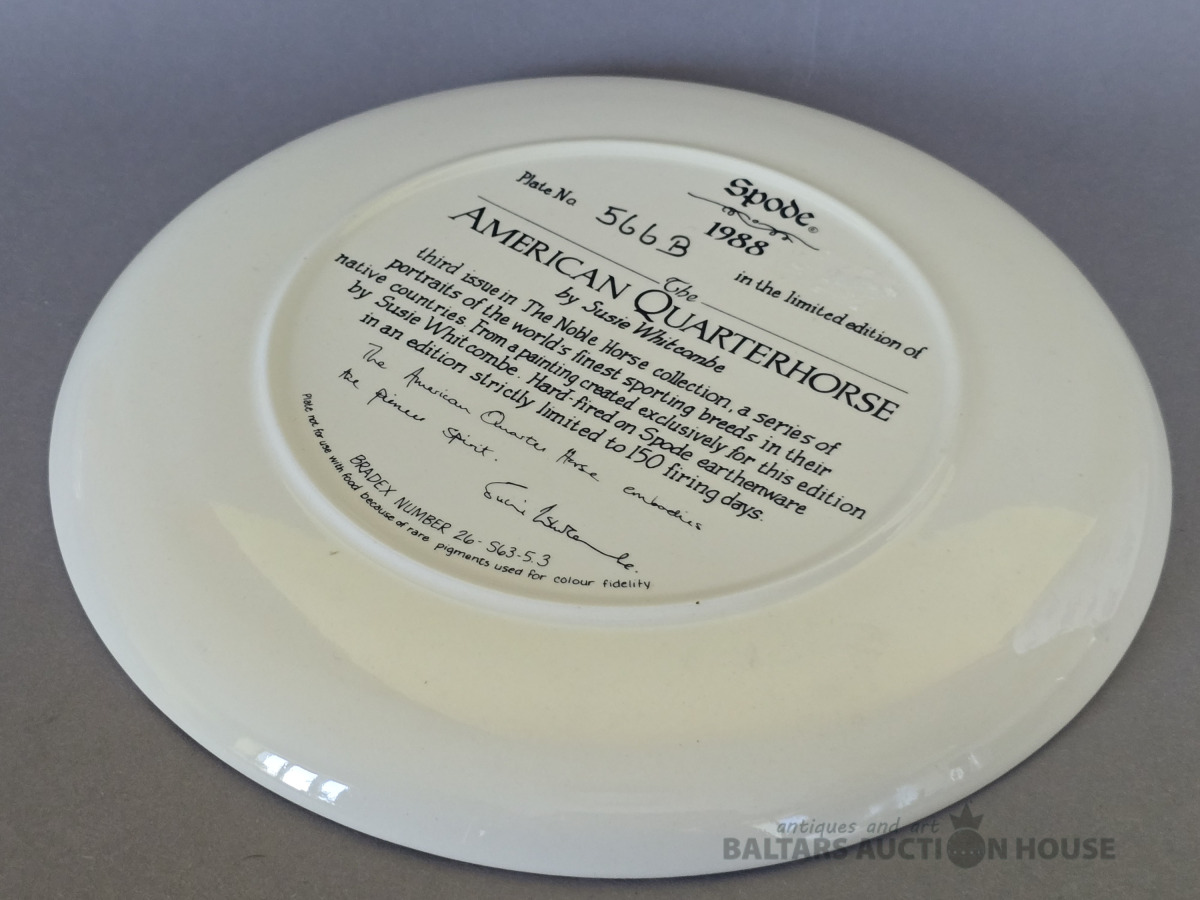 Spode®
1988
Plate No 566B in the limited edition of
The
AMERICAN QUARTERHORSE
by Susie Whitcombe
third issue in The Noble Horse collection, a series of
portraits of the world's finest sporting breeds in their
native countries. From a painting created exclusively for this edition
by Susie Whitcombe. Hard-fired on Spode earthenware
in an edition strictly limited to 150 firing days.
The American Quarter Horse embodies
the pioneer spirit.
Susie Whitcombe.
BRADEX NUMBER 26-S63-5.3
Plate not for use with food because of rare pigments used for colour fidelity
antiques and art
BALTARS AUCTION HOUSE